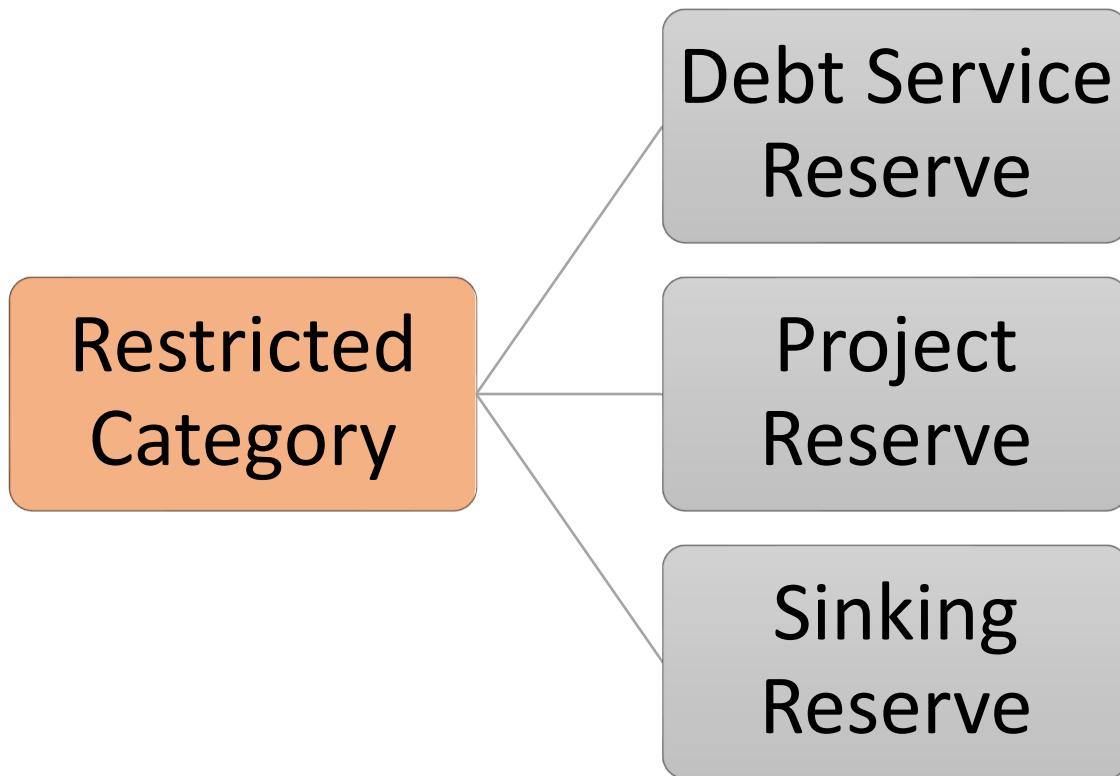 Debt Service
Reserve
Restricted
Category
Project
Reserve
Sinking
Reserve